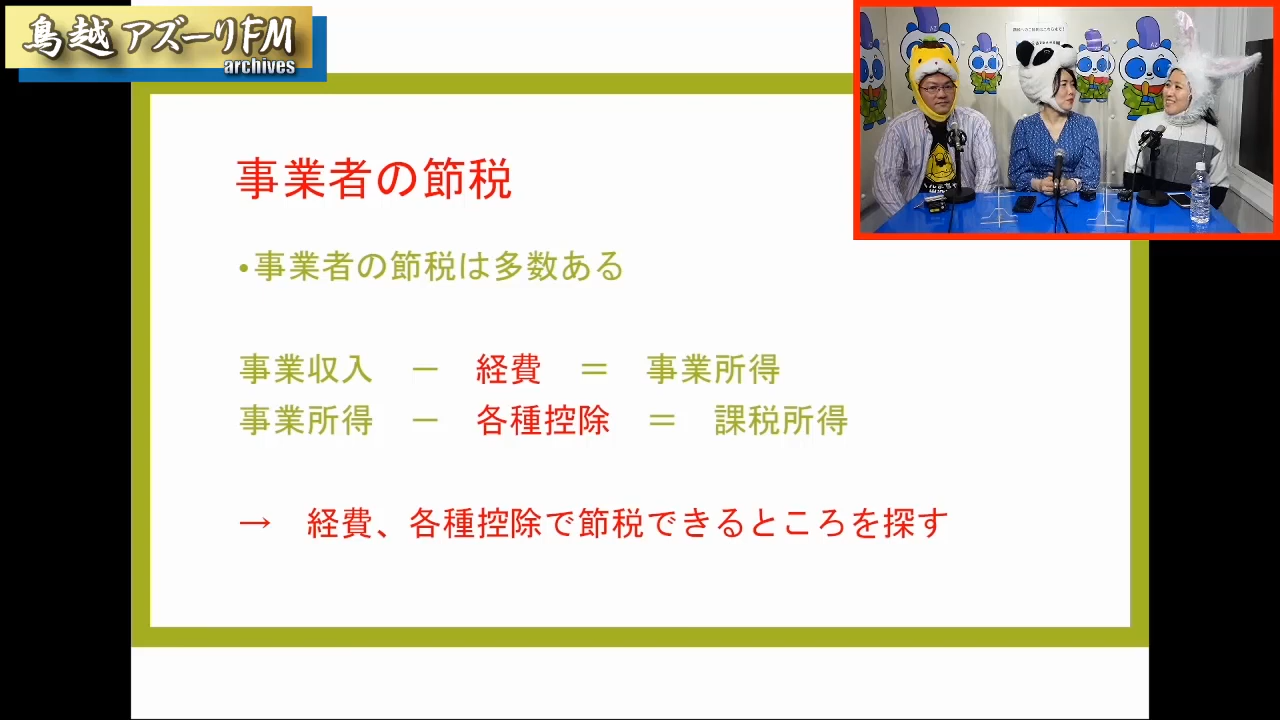 鳥越アズーリFM
archives
事業者の節税
•事業者の節税は多数ある
事業収入 － 経費 ＝ 事業所得
事業所得 － 各種控除 ＝ 課税所得
→ 経費、各種控除で節税できるところを探す